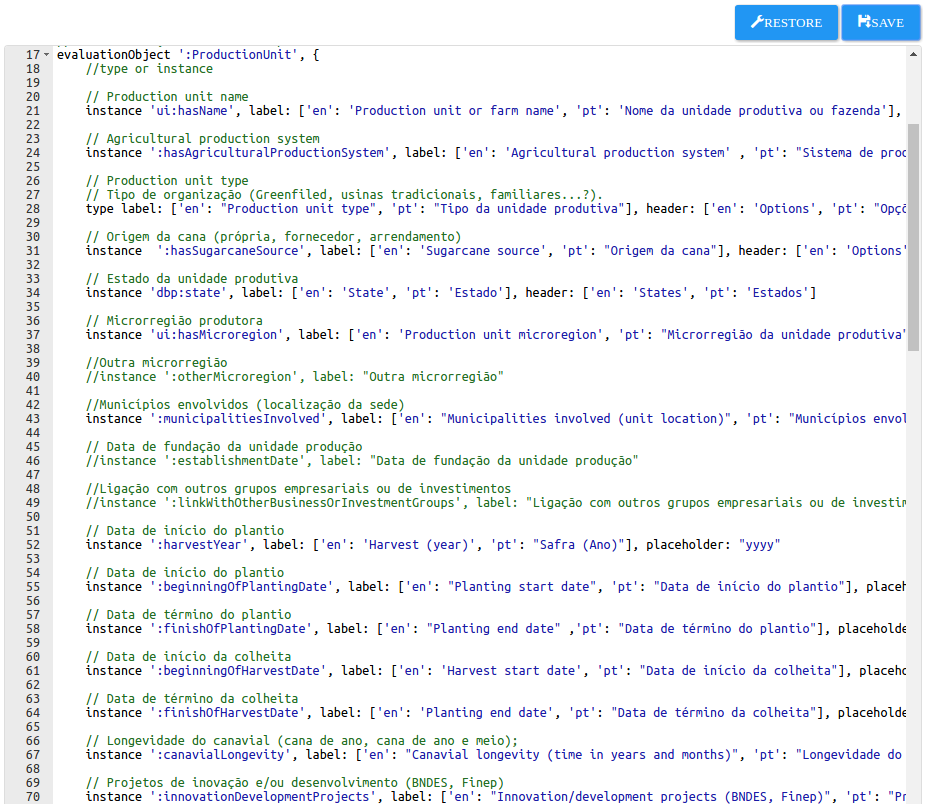 RESTORE
SAVE
17 evaluationObject ':ProductionUnit', {
18 //type or instance
19
20 // Production unit name
21 instance 'ui:hasName', label: ['en': 'Production unit or farm name', 'pt': 'Nome da unidade produtiva ou fazenda'],
22
23 // Agricultural production system
24 instance ':hasAgriculturalProductionSystem', label: ['en': 'Agricultural production system' , 'pt': "Sistema de proc
25
26 // Production unit type
27 // Tipo de organização (Greenfiled, usinas tradicionais, familiares...?).
28 type label: ['en': "Production unit type", 'pt': "Tipo da unidade produtiva"], header: ['en': 'Options', 'pt': "Opçõ
29
30 // Origem da cana (própria, fornecedor, arrendamento)
31 instance  ':hasSugarcaneSource', label: ['en': 'Sugarcane source', 'pt': "Origem da cana"], header: ['en': 'Options'
32
33 // Estado da unidade produtiva
34 instance 'dbp:state', label: ['en': 'State', 'pt': 'Estado'], header: ['en': 'States', 'pt': 'Estados']
35
36 // Microrregião produtora
37 instance 'ui:hasMicroregion', label: ['en': 'Production unit microregion', 'pt': "Microrregião da unidade produtiva"
38
39 //Outra microrregião
40 //instance ':otherMicroregion', label: "Outra microrregião"
41
42 //Municípios envolvidos (localização da sede)
43 instance ':municipalitiesInvolved', label: ['en': "Municipalities involved (unit location)", 'pt': "Municípios envol
44
45 // Data de fundação da unidade produção
46 //instance ':establishmentDate', label: "Data de fundação da unidade produção"
47
48 //Ligação com outros grupos empresariais ou de investimentos
49 //instance ':linkWithOtherBusinessOrInvestmentGroups', label: "Ligação com outros grupos empresariais ou de investim
50
51 // Data de início do plantio
52 instance ':harvestYear', label: ['en': 'Harvest (year)', 'pt': "Safra (Ano)"], placeholder: "yyyy"
53
54 // Data de início do plantio
55 instance ':beginningOfPlantingDate', label: ['en': "Planting start date", 'pt': "Data de início do plantio"], placeh
56
57 // Data de término do plantio
58 instance ':finishOfPlantingDate', label: ['en': "Planting end date" ,'pt': "Data de término do plantio"], placeholde
59
60 // Data de início da colheita
61 instance ':beginningOfHarvestDate', label: ['en': 'Harvest start date', 'pt': "Data de início da colheita"], placeho
62
63 // Data de término da colheita
64 instance ':finishOfHarvestDate', label: ['en': 'Planting end date', 'pt': "Data de término da colheita"], placeholde
65
66 // Longevidade do canavial (cana de ano, cana de ano e meio);
67 instance ':canavialLongevity', label: ['en': "Canavial longevity (time in years and months)", 'pt': "Longevidade do
68
69 // Projetos de inovação e/ou desenvolvimento (BNDES, Finep)
70 instance ':innovationDevelopmentProjects', label: ['en': "Innovation/development projects (BNDES, Finep)", 'pt': "Pr